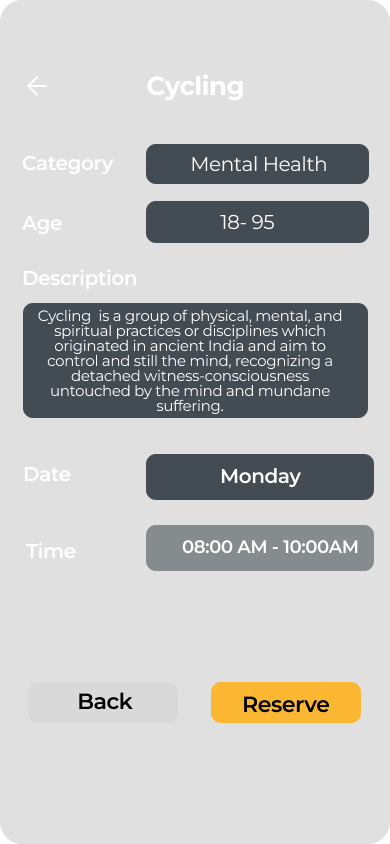 Cycling
Category
Mental Health
Age
18- 95
Description
Cycling  is a group of physical, mental, and
spiritual practices or disciplines which
originated in ancient India and aim to
control and still the mind, recognizing a
detached witness-consciousness
untouched by the mind and mundane
suffering.
Date
Monday
Time
08:00 AM - 10:00AM
Back
Reserve